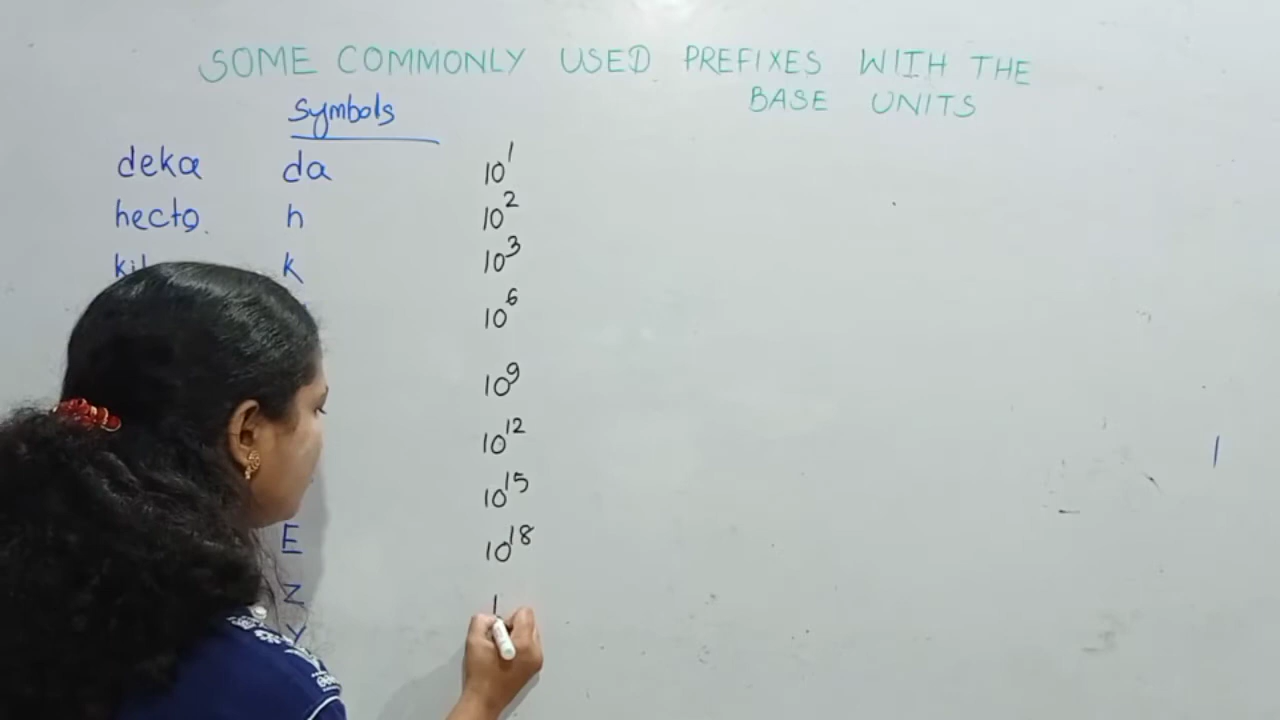 SOME COMMONLY USED PREFIXES WITH THE
BASE UNITS
Symbols
deka da 10¹
hecto h 10²
k 10³
10⁶
10⁹
10¹²
10¹⁵
E 10¹⁸
Z 1
Y